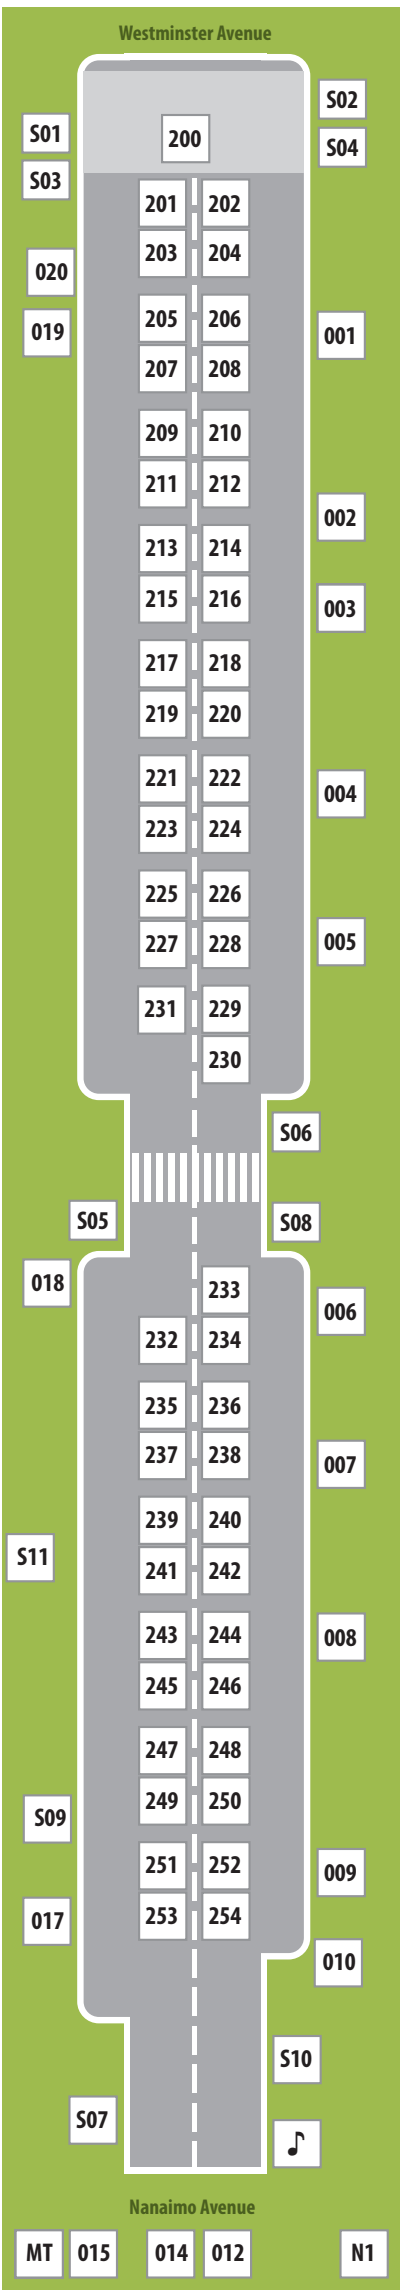 Westminster Avenue
S02
S01 200 S04
S03
201 202
203 204
020
205 206
019 001
207 208
209 210
211 212
002
213 214
215 216 003
217 218
219 220
221 222
004
223 224
225 226
227 228 005
231 229
230
S06
S05 S08
018 233
006
232 234
235 236
237 238 007
239 240
S11
241 242
243 244 008
245 246
247 248
249 250
S09
251 252 009
253 254
017
010
S10
S07
♪
Nanaimo Avenue
MT 015 014 012 N1